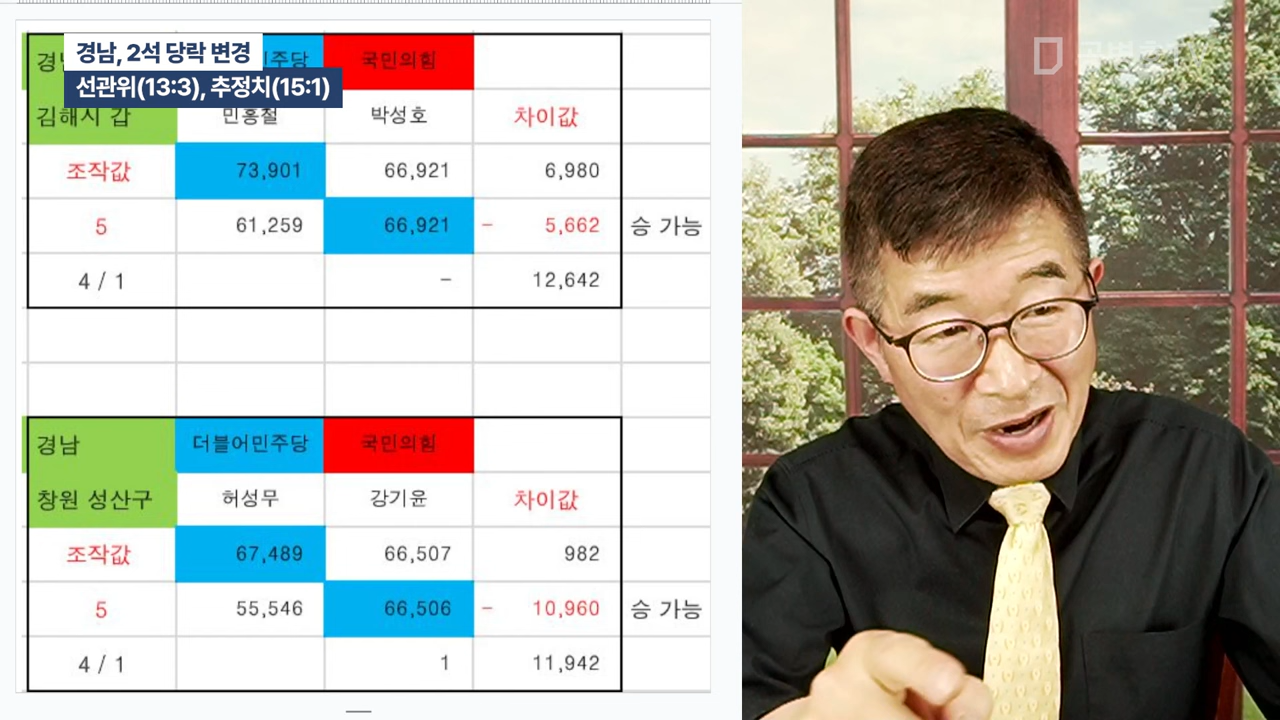 경남, 2석 당락 변경
선관위(13:3), 추정치(15:1)
국민의힘
김해시 갑 민홍철 박성호 차이값
조작값 73,901 66,921 6,980
5 61,259 66,921 - 5,662 승 가능
4 / 1 - 12,642
경남 더불어민주당 국민의힘
창원 성산구 허성무 강기윤 차이값
조작값 67,489 66,507 982
5 55,546 66,506 - 10,960 승 가능
4 / 1 1 11,942